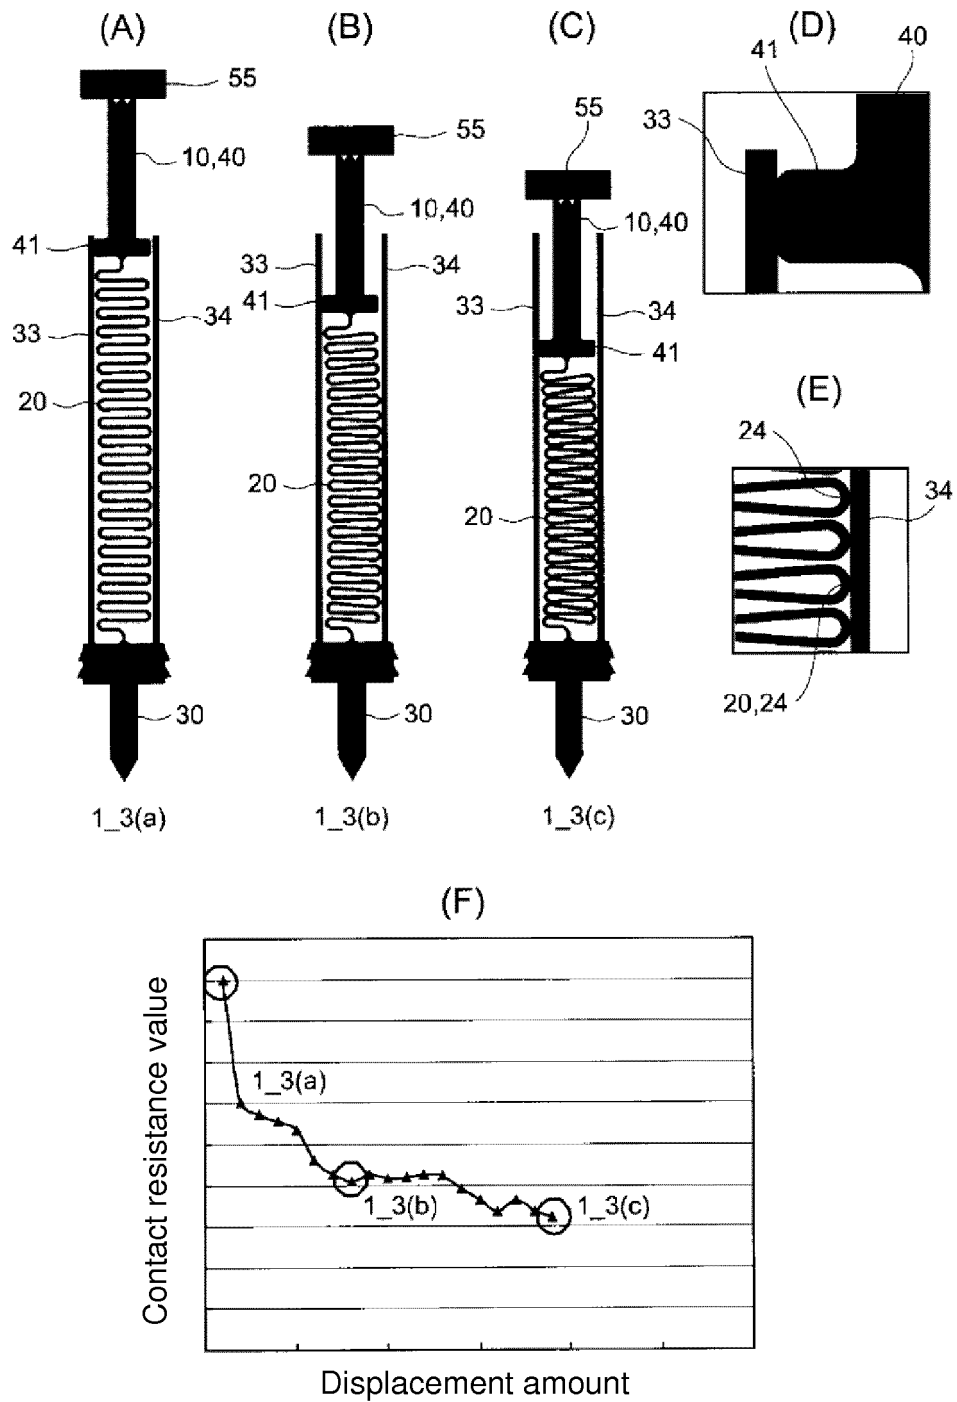 (A)
(B)
(C)
(D)
40
41
33
55
55
55
10,40
10,40
10,40
41
33
34
33
34
41
33
34
41
20
20
20
(E)
24
34
20,24
30
30
30
1_3(a)
1_3(b)
1_3(c)
(F)
Contact resistance value
1_3(a)
1_3(b)
1_3(c)
Displacement amount